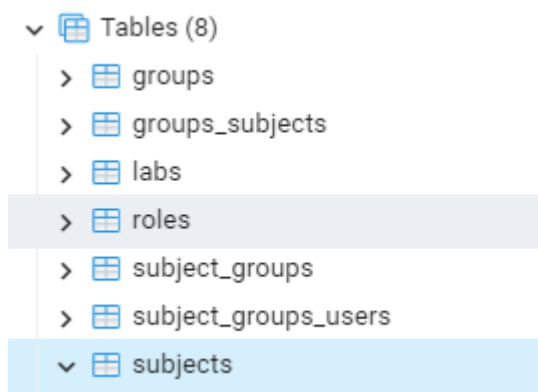 Tables (8)
groups
groups_subjects
labs
roles
subject_groups
subject_groups_users
subjects